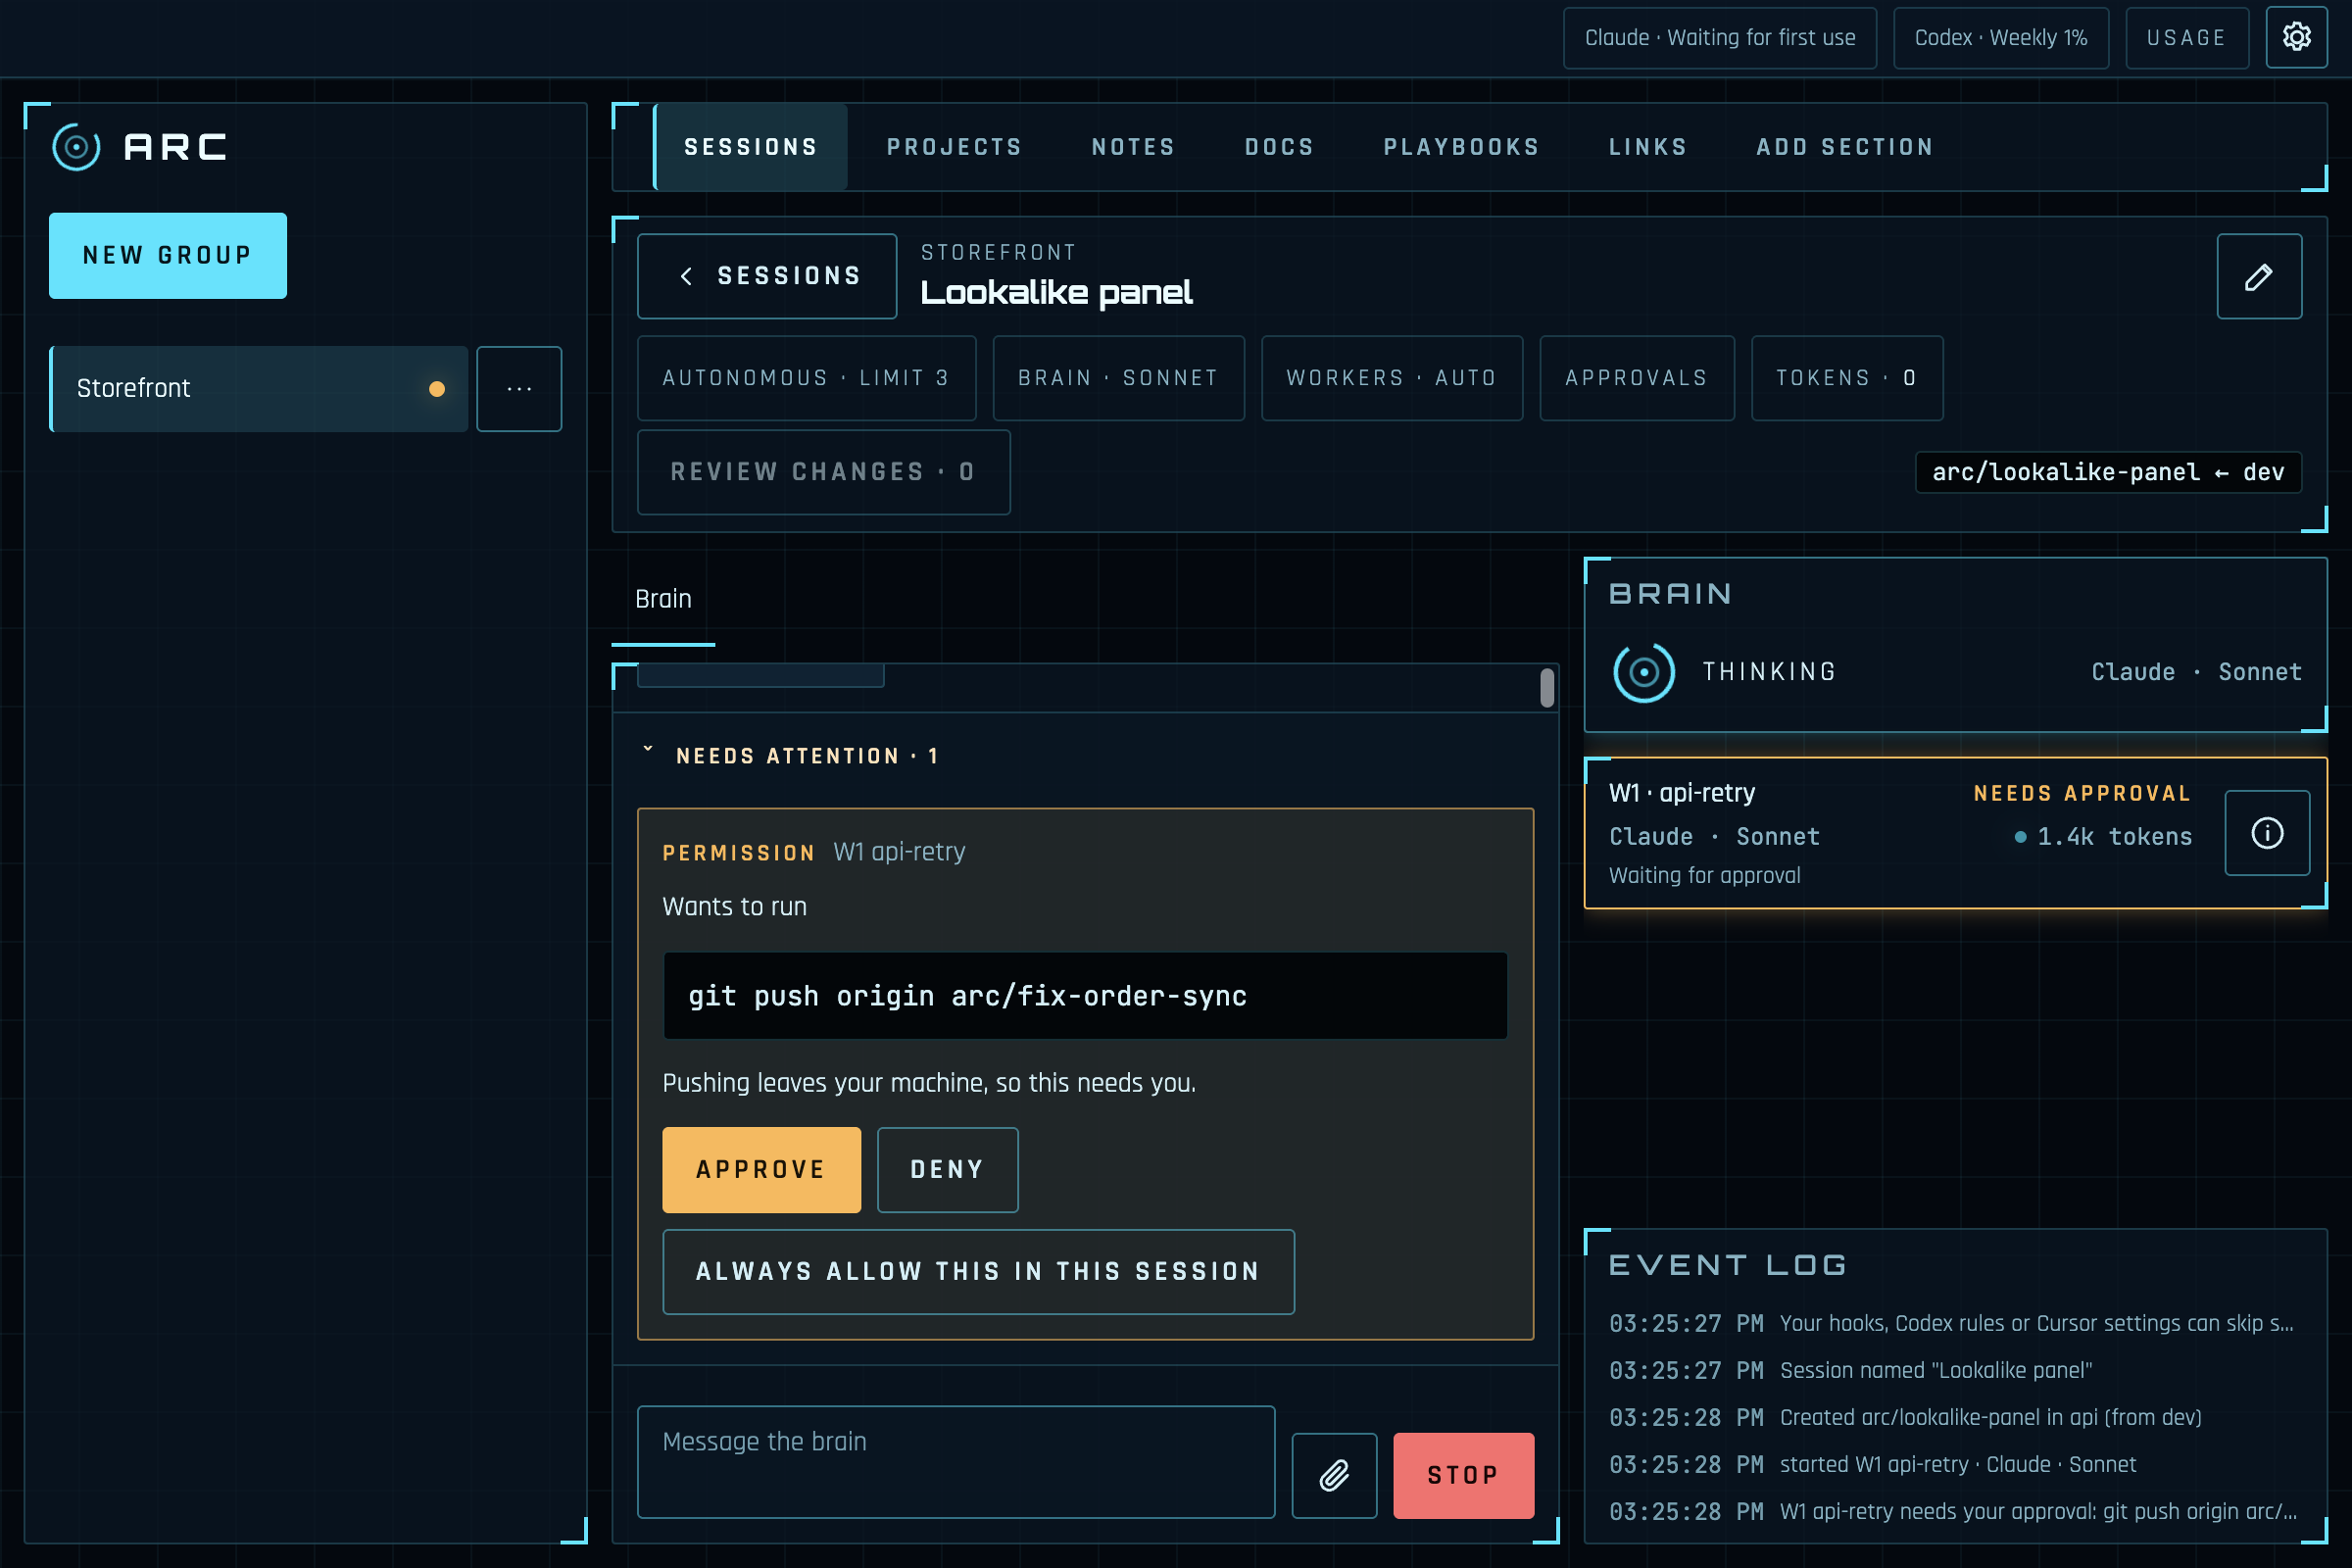 Claude · Waiting for first use
Codex · Weekly 1%
USAGE
ARC
NEW GROUP
Storefront
...
SESSIONS
PROJECTS
NOTES
DOCS
PLAYBOOKS
LINKS
ADD SECTION
SESSIONS
STOREFRONT
Lookalike panel
AUTONOMOUS · LIMIT 3
BRAIN · SONNET
WORKERS · AUTO
APPROVALS
TOKENS · 0
REVIEW CHANGES · 0
arc/lookalike-panel ← dev
Brain
NEEDS ATTENTION · 1
PERMISSION W1 api-retry
Wants to run
git push origin arc/fix-order-sync
Pushing leaves your machine, so this needs you.
APPROVE
DENY
ALWAYS ALLOW THIS IN THIS SESSION
Message the brain
STOP
BRAIN
THINKING
Claude · Sonnet
W1 · api-retry
NEEDS APPROVAL
Claude · Sonnet
1.4k tokens
Waiting for approval
EVENT LOG
03:25:27 PM Your hooks, Codex rules or Cursor settings can skip s...
03:25:27 PM Session named "Lookalike panel"
03:25:28 PM Created arc/lookalike-panel in api (from dev)
03:25:28 PM started W1 api-retry · Claude · Sonnet
03:25:28 PM W1 api-retry needs your approval: git push origin arc/...